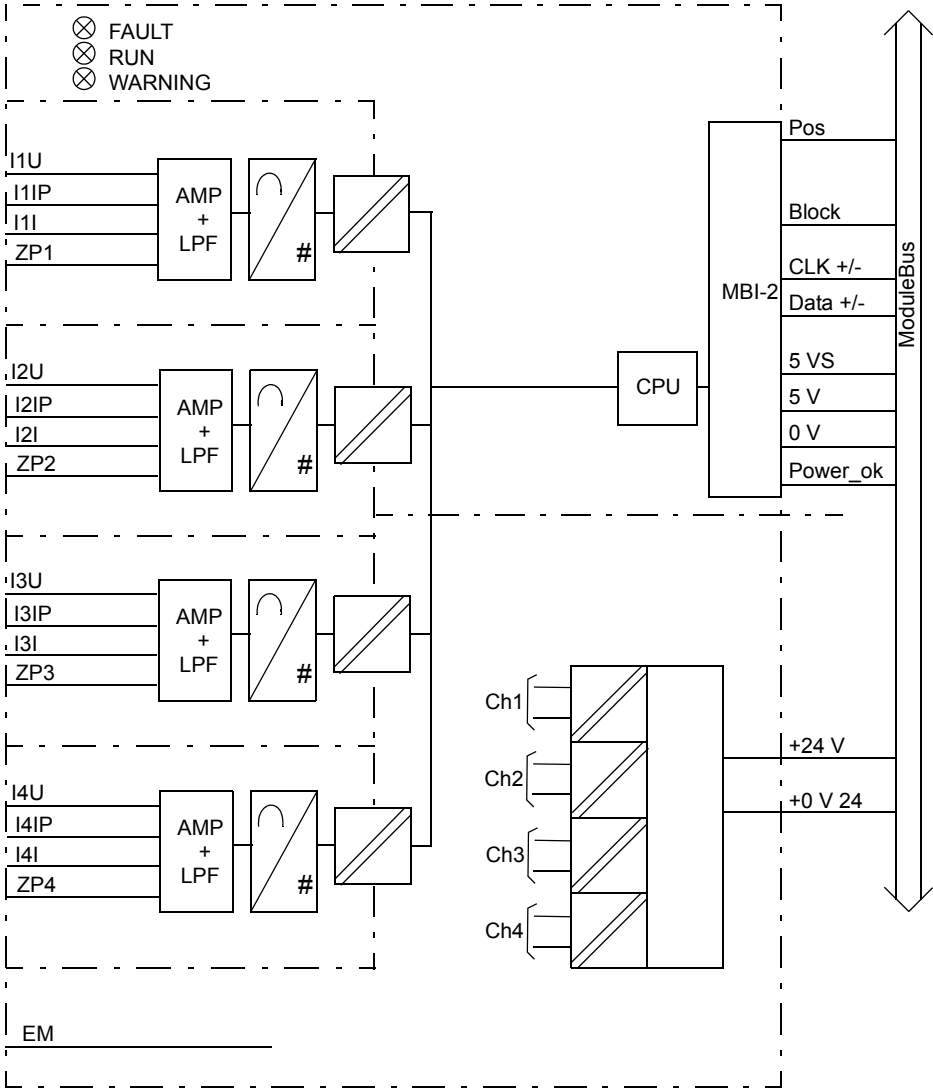 FAULT
RUN
WARNING
I1U
I1IP
I1I
ZP1
AMP
+
LPF
#
I2U
I2IP
I2I
ZP2
AMP
+
LPF
#
I3U
I3IP
I3I
ZP3
AMP
+
LPF
#
I4U
I4IP
I4I
ZP4
AMP
+
LPF
#
EM
CPU
MBI-2
Pos
Block
CLK +/-
Data +/-
5 VS
5 V
0 V
Power_ok
ModuleBus
Ch1
Ch2
Ch3
Ch4
+24 V
+0 V 24